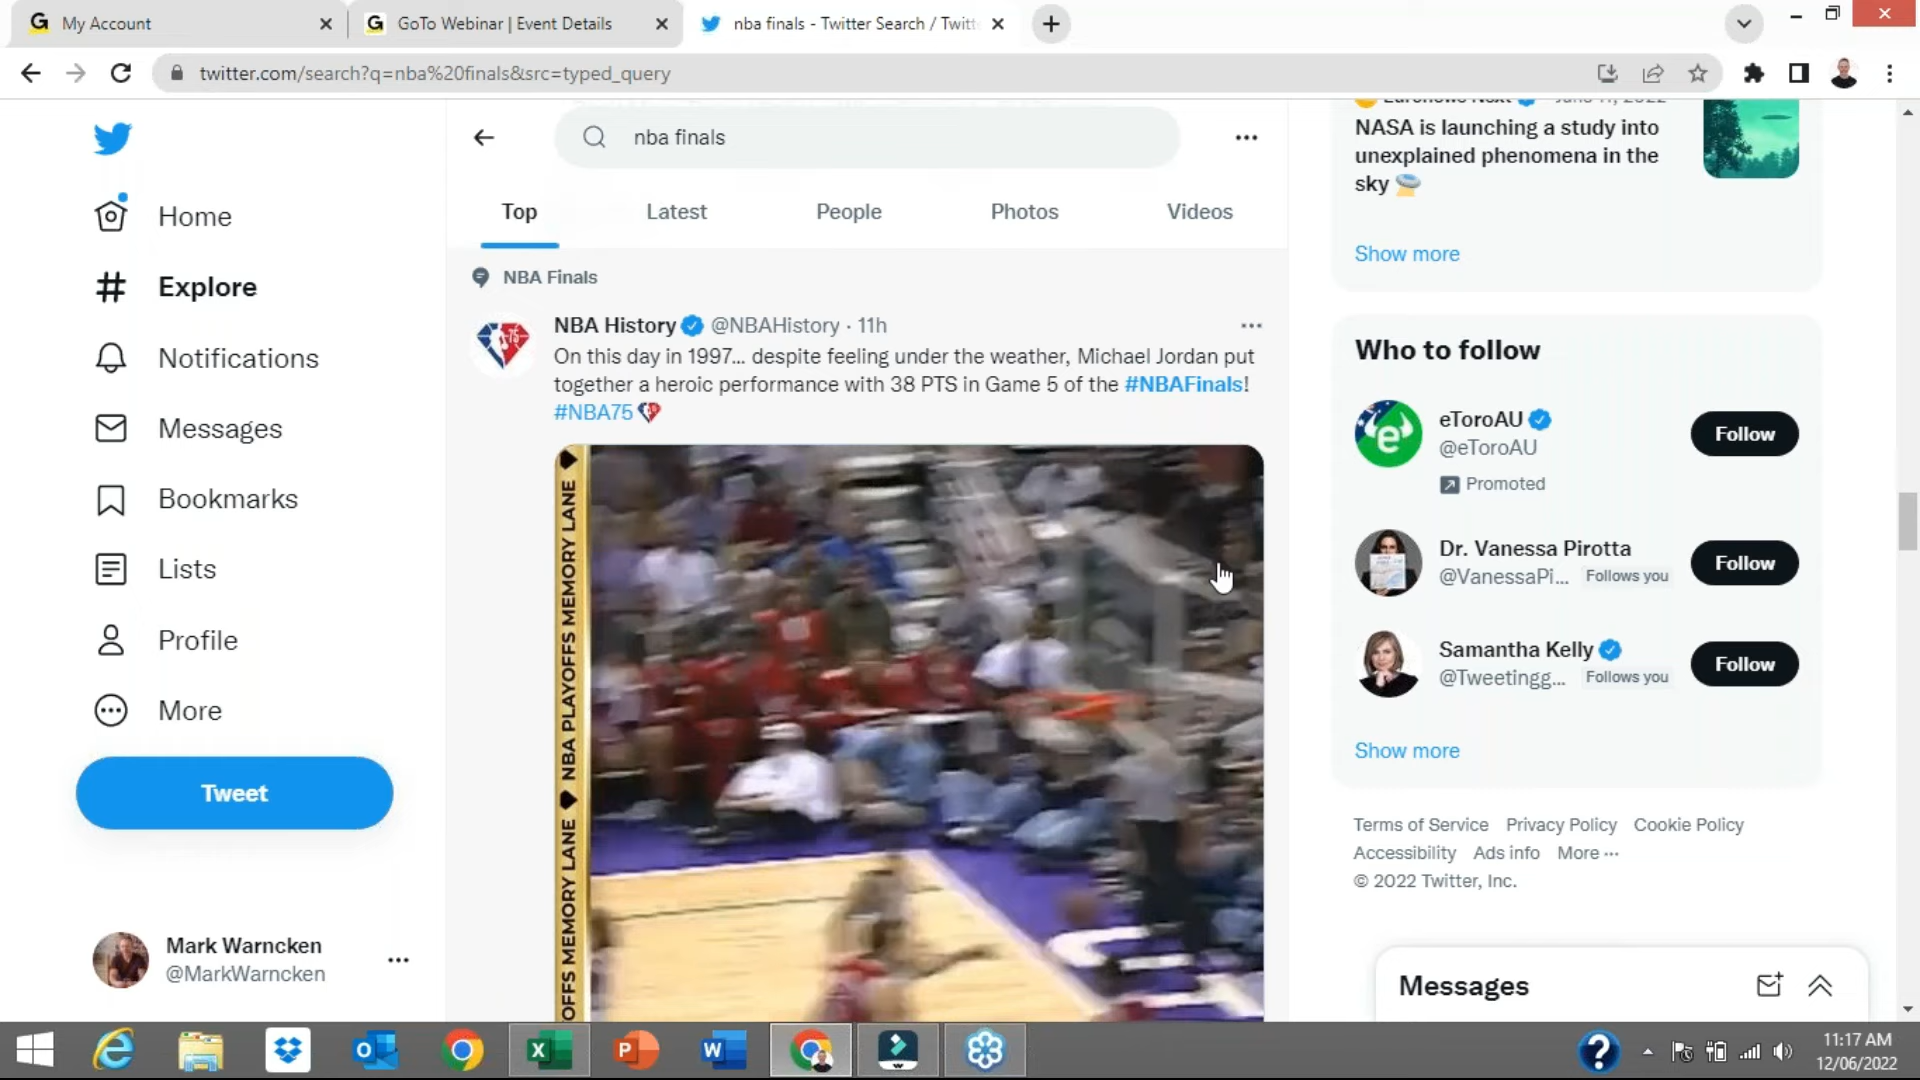 My Account
GoTo Webinar | Event Details
nba finals - Twitter Search / Twitt
twitter.com/search?q=nba%20finals&src=typed_query
Home
Explore
Notifications
Messages
Bookmarks
Lists
Profile
More
Tweet
Mark Warncken
@MarkWarncken
nba finals
Top
Latest
People
Photos
Videos
NBA Finals
NBA History @NBAHistory · 11h
On this day in 1997... despite feeling under the weather, Michael Jordan put
together a heroic performance with 38 PTS in Game 5 of the #NBAFinals!
#NBA75
NBA PLAYOFFS MEMORY LANE
OFFS MEMORY LANE
NASA is launching a study into
unexplained phenomena in the
sky
Show more
Who to follow
eToroAU
@eToroAU
Promoted
Follow
Dr. Vanessa Pirotta
@VanessaPi... Follows you
Follow
Samantha Kelly
@Tweetingg... Follows you
Follow
Show more
Terms of Service Privacy Policy Cookie Policy
Accessibility Ads info More ···
© 2022 Twitter, Inc.
Messages
11:17 AM
12/06/2022